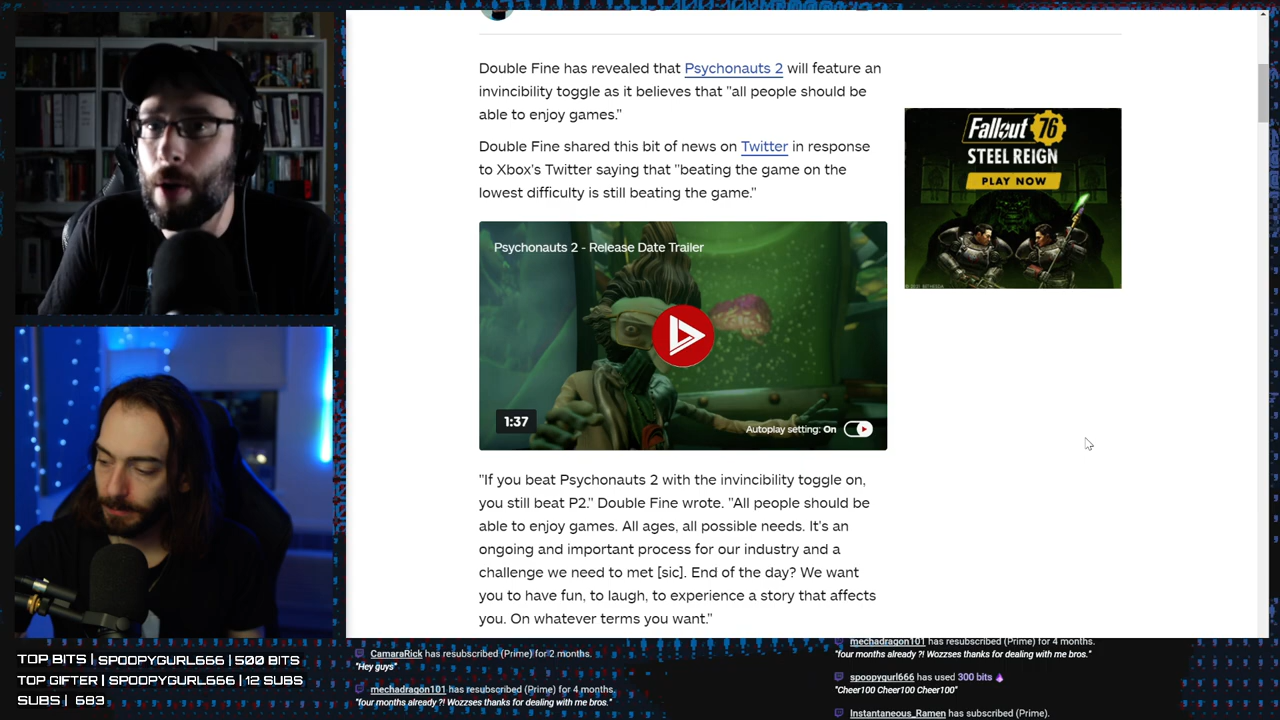 Double Fine has revealed that Psychonauts 2 will feature an
invincibility toggle as it believes that "all people should be
able to enjoy games."
Double Fine shared this bit of news on Twitter in response
to Xbox's Twitter saying that "beating the game on the
lowest difficulty is still beating the game."
Fallout 76
STEEL REIGN
PLAY NOW
Psychonauts 2 - Release Date Trailer
1:37
Autoplay setting: On
"If you beat Psychonauts 2 with the invincibility toggle on,
you still beat P2." Double Fine wrote. "All people should be
able to enjoy games. All ages, all possible needs. It's an
ongoing and important process for our industry and a
challenge we need to met [sic]. End of the day? We want
you to have fun, to laugh, to experience a story that affects
you. On whatever terms you want."
TOP BITS | SPOOPYGURL666 | 500 BITS
TOP GIFTER | SPOOPYGURL666 | 12 SUBS
SUBS | 683
CamaraRick has resubscribed (Prime) for 2 months.
"Hey guys"
mechadragon101 has resubscribed (Prime) for 4 months.
"four months already ?! Wozzses thanks for dealing with me bros."
mechadragon101 has resubscribed (Prime) for 4 months.
"four months already ?! Wozzses thanks for dealing with me bros."
spoopygurl666 has used 300 bits
"Cheer100 Cheer100 Cheer100"
Instantaneous_Ramen has subscribed (Prime).